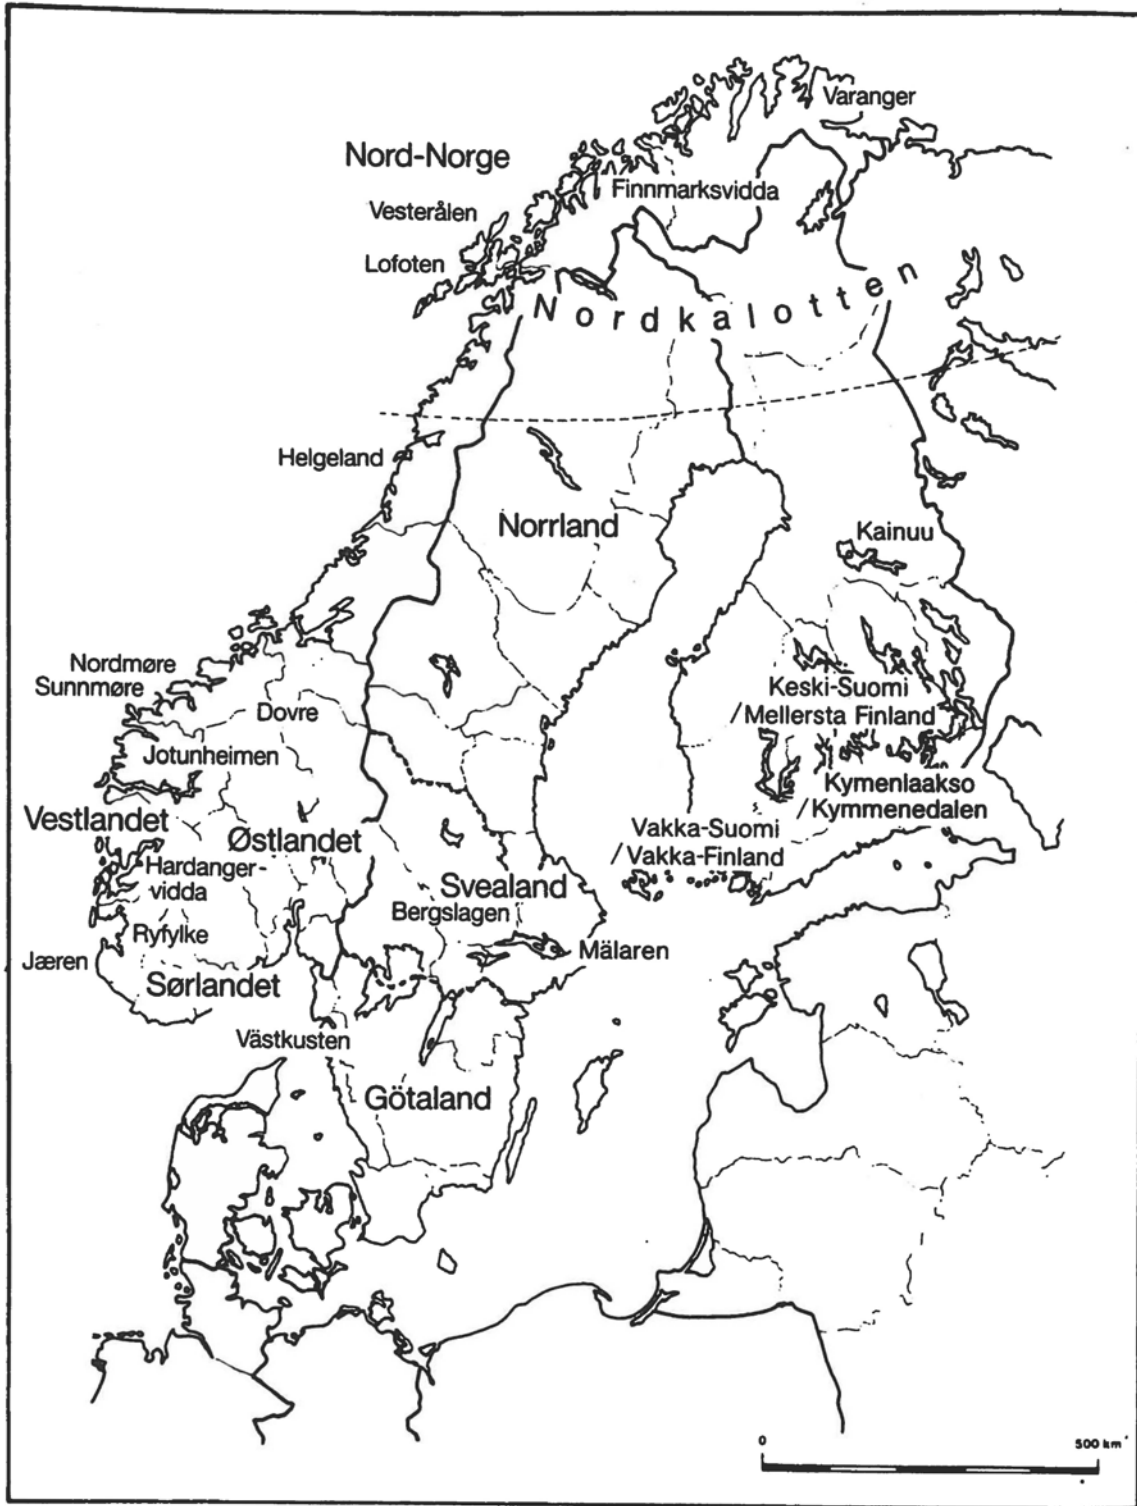 Varanger
Nord-Norge
Finnmarksvidda
Vesterålen
Lofoten
Nordkalotten
Helgeland
Norrland
Kainuu
Nordmøre
Sunnmøre
Keski-Suomi
/Mellersta Finland
Dovre
Jotunheimen
Kymenlaakso
/Kymmenedalen
Vestlandet
Østlandet
Vakka-Suomi
/Vakka-Finland
Hardanger-
vidda
Svealand
Bergslagen
Ryfylke
Mälaren
Jæren
Sørlandet
Västkusten
Götaland
0 500 km